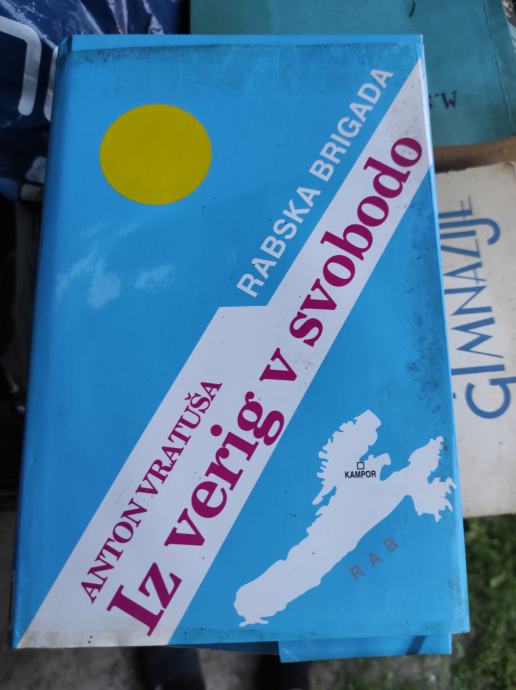 RABSKA BRIGADA
ANTON VRATUŠA
Iz verig v svobodo
KAMPOR
RAB
GIMNAZIJE